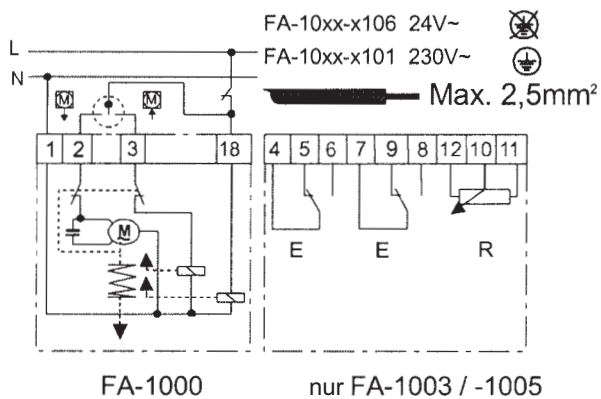 FA-10xx-x106 24V~
L
FA-10xx-x101 230V~
N
M
M
Max. 2,5mm²
1 2 3 18
4 5 6 7 9 8 12 10 11
M
E E R
FA-1000
nur FA-1003 / -1005